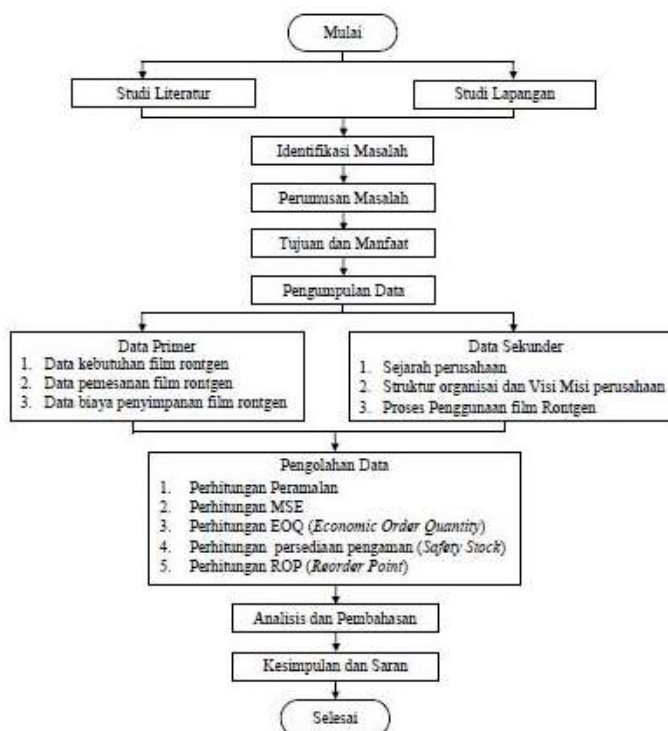 Mulai
Studi Literatur
Studi Lapangan
Identifikasi Masalah
Perumusan Masalah
Tujuan dan Manfaat
Pengumpulan Data
Data Primer
1. Data kebutuhan film rontgen
2. Data pemesanan film rontgen
3. Data biaya penyimpanan film rontgen
Data Sekunder
1. Sejarah perusahaan
2. Struktur organisai dan Visi Misi perusahaan
3. Proses Penggunaan film Rontgen
Pengolahan Data
1. Perhitungan Peramalan
2. Perhitungan MSE
3. Perhitungan EOQ (Economic Order Quantity)
4. Perhitungan persediaan pengaman (Safety Stock)
5. Perhitungan ROP (Reorder Point)
Analisis dan Pembahasan
Kesimpulan dan Saran
Selesai